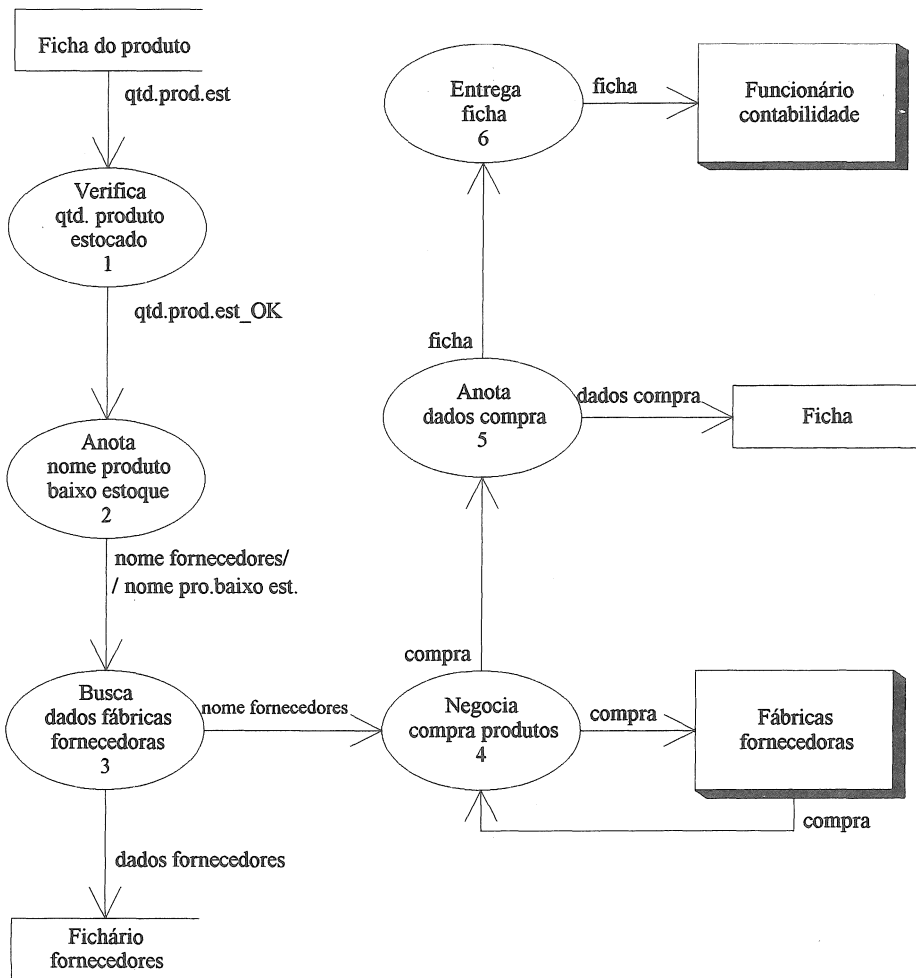 Ficha do produto
qtd.prod.est
Verifica
qtd. produto
estocado
1
qtd.prod.est_OK
Anota
nome produto
baixo estoque
2
nome fornecedores/
/ nome pro.baixo est.
Busca
dados fábricas
fornecedoras
3
nome fornecedores
dados fornecedores
Fichário
fornecedores
Negocia
compra produtos
4
compra
Fábricas
fornecedoras
compra
compra
Anota
dados compra
5
dados compra
Ficha
ficha
Entrega
ficha
6
ficha
Funcionário
contabilidade